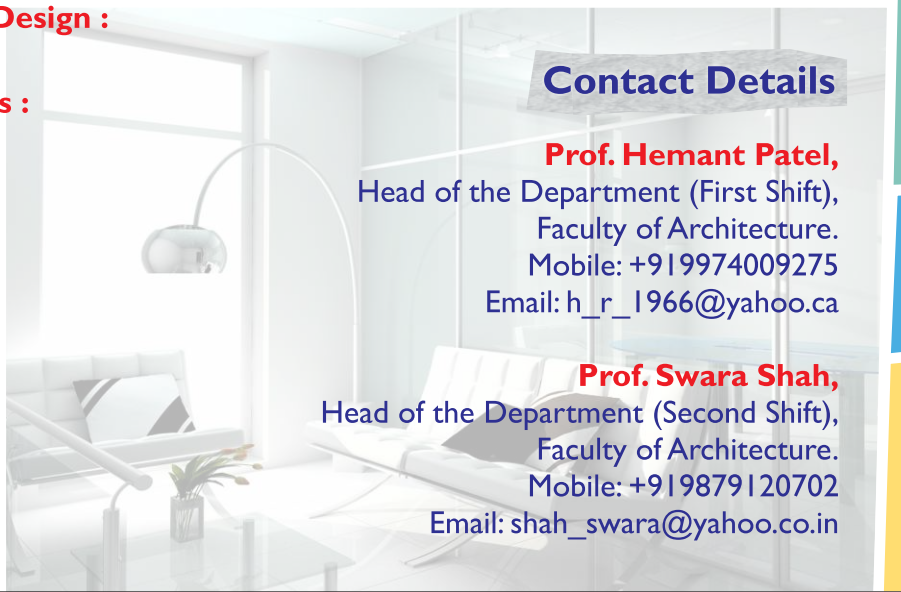 Design :
s :
Contact Details
Prof. Hemant Patel,
Head of the Department (First Shift),
Faculty of Architecture.
Mobile: +919974009275
Email: h_r_1966@yahoo.ca
Prof. Swara Shah,
Head of the Department (Second Shift),
Faculty of Architecture.
Mobile: +919879120702
Email: shah_swara@yahoo.co.in